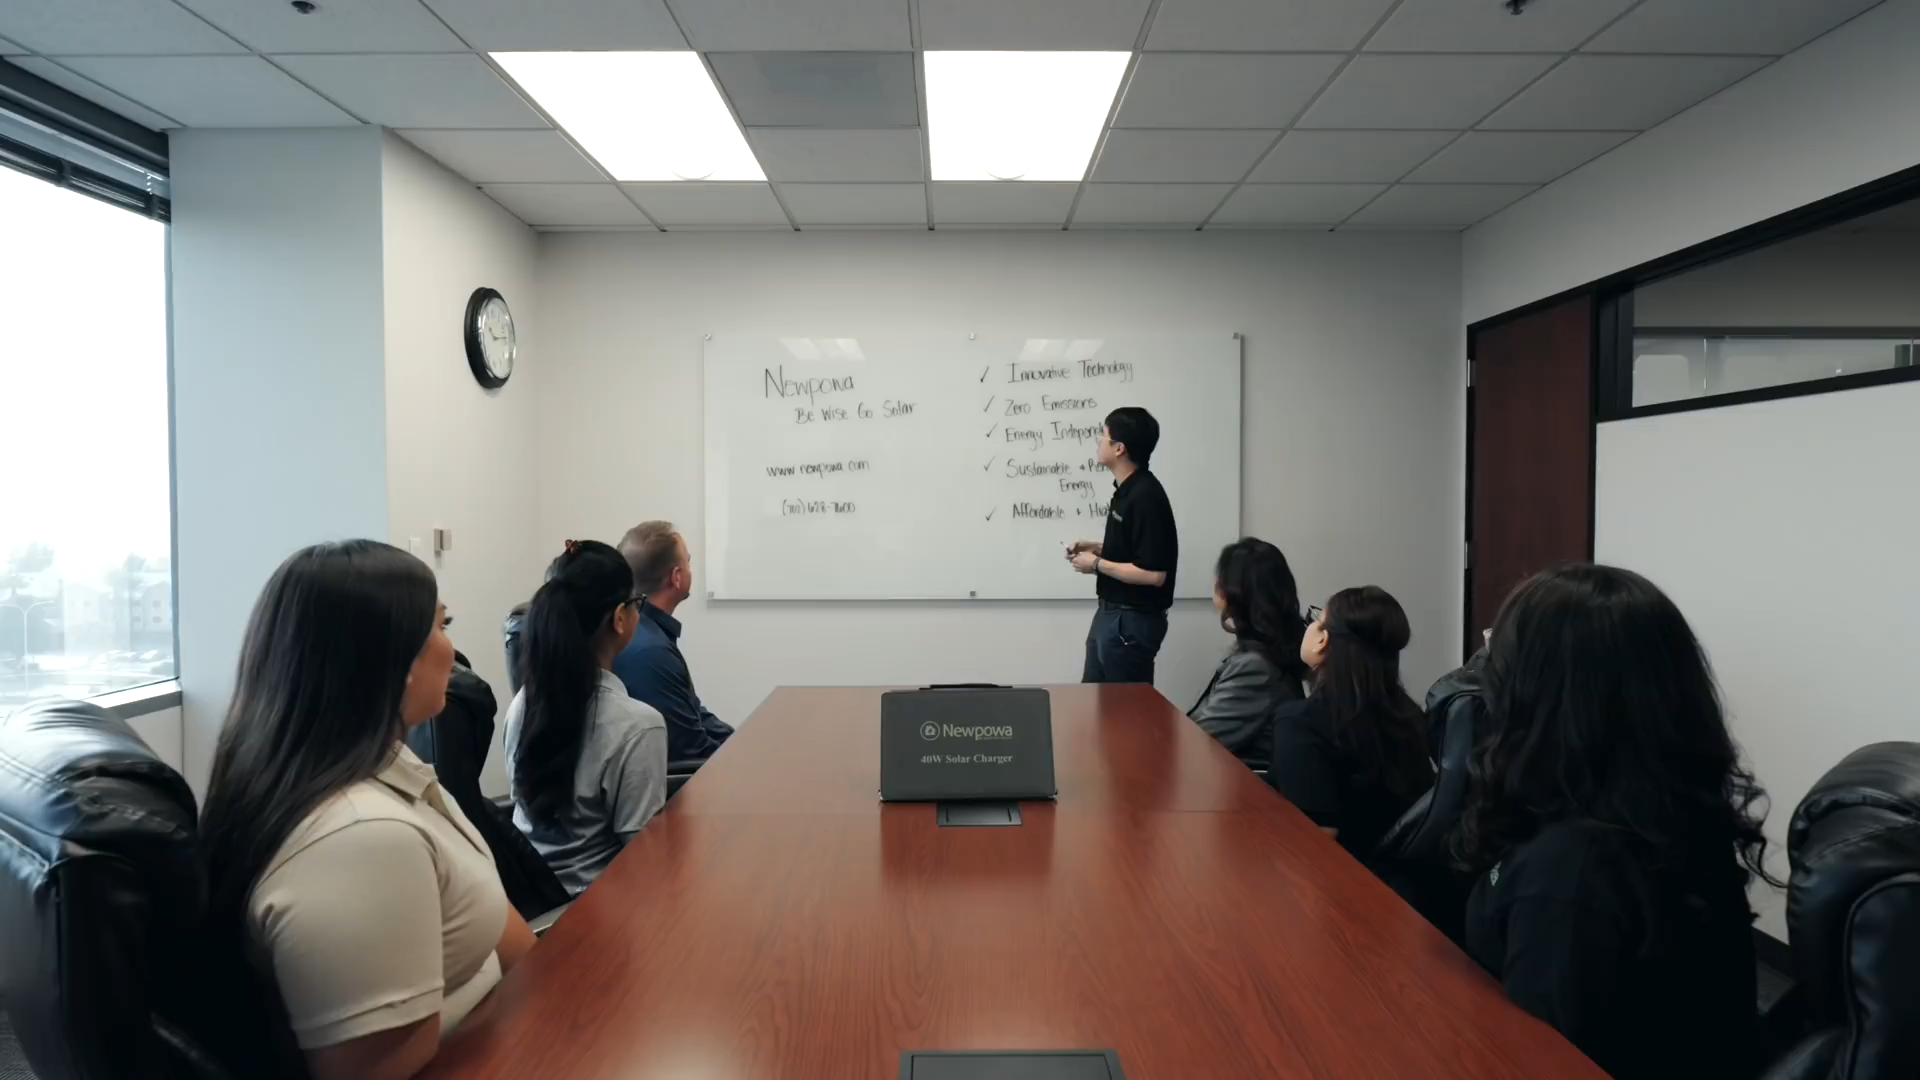 Newpowa
Be Wise Go Solar
www.newpowa.com
✓ Innovative Technology
✓ Zero Emissions
✓ Energy
✓ Sustainable +
Energy
✓ Affordable +
Newpowa
40W Solar Charger